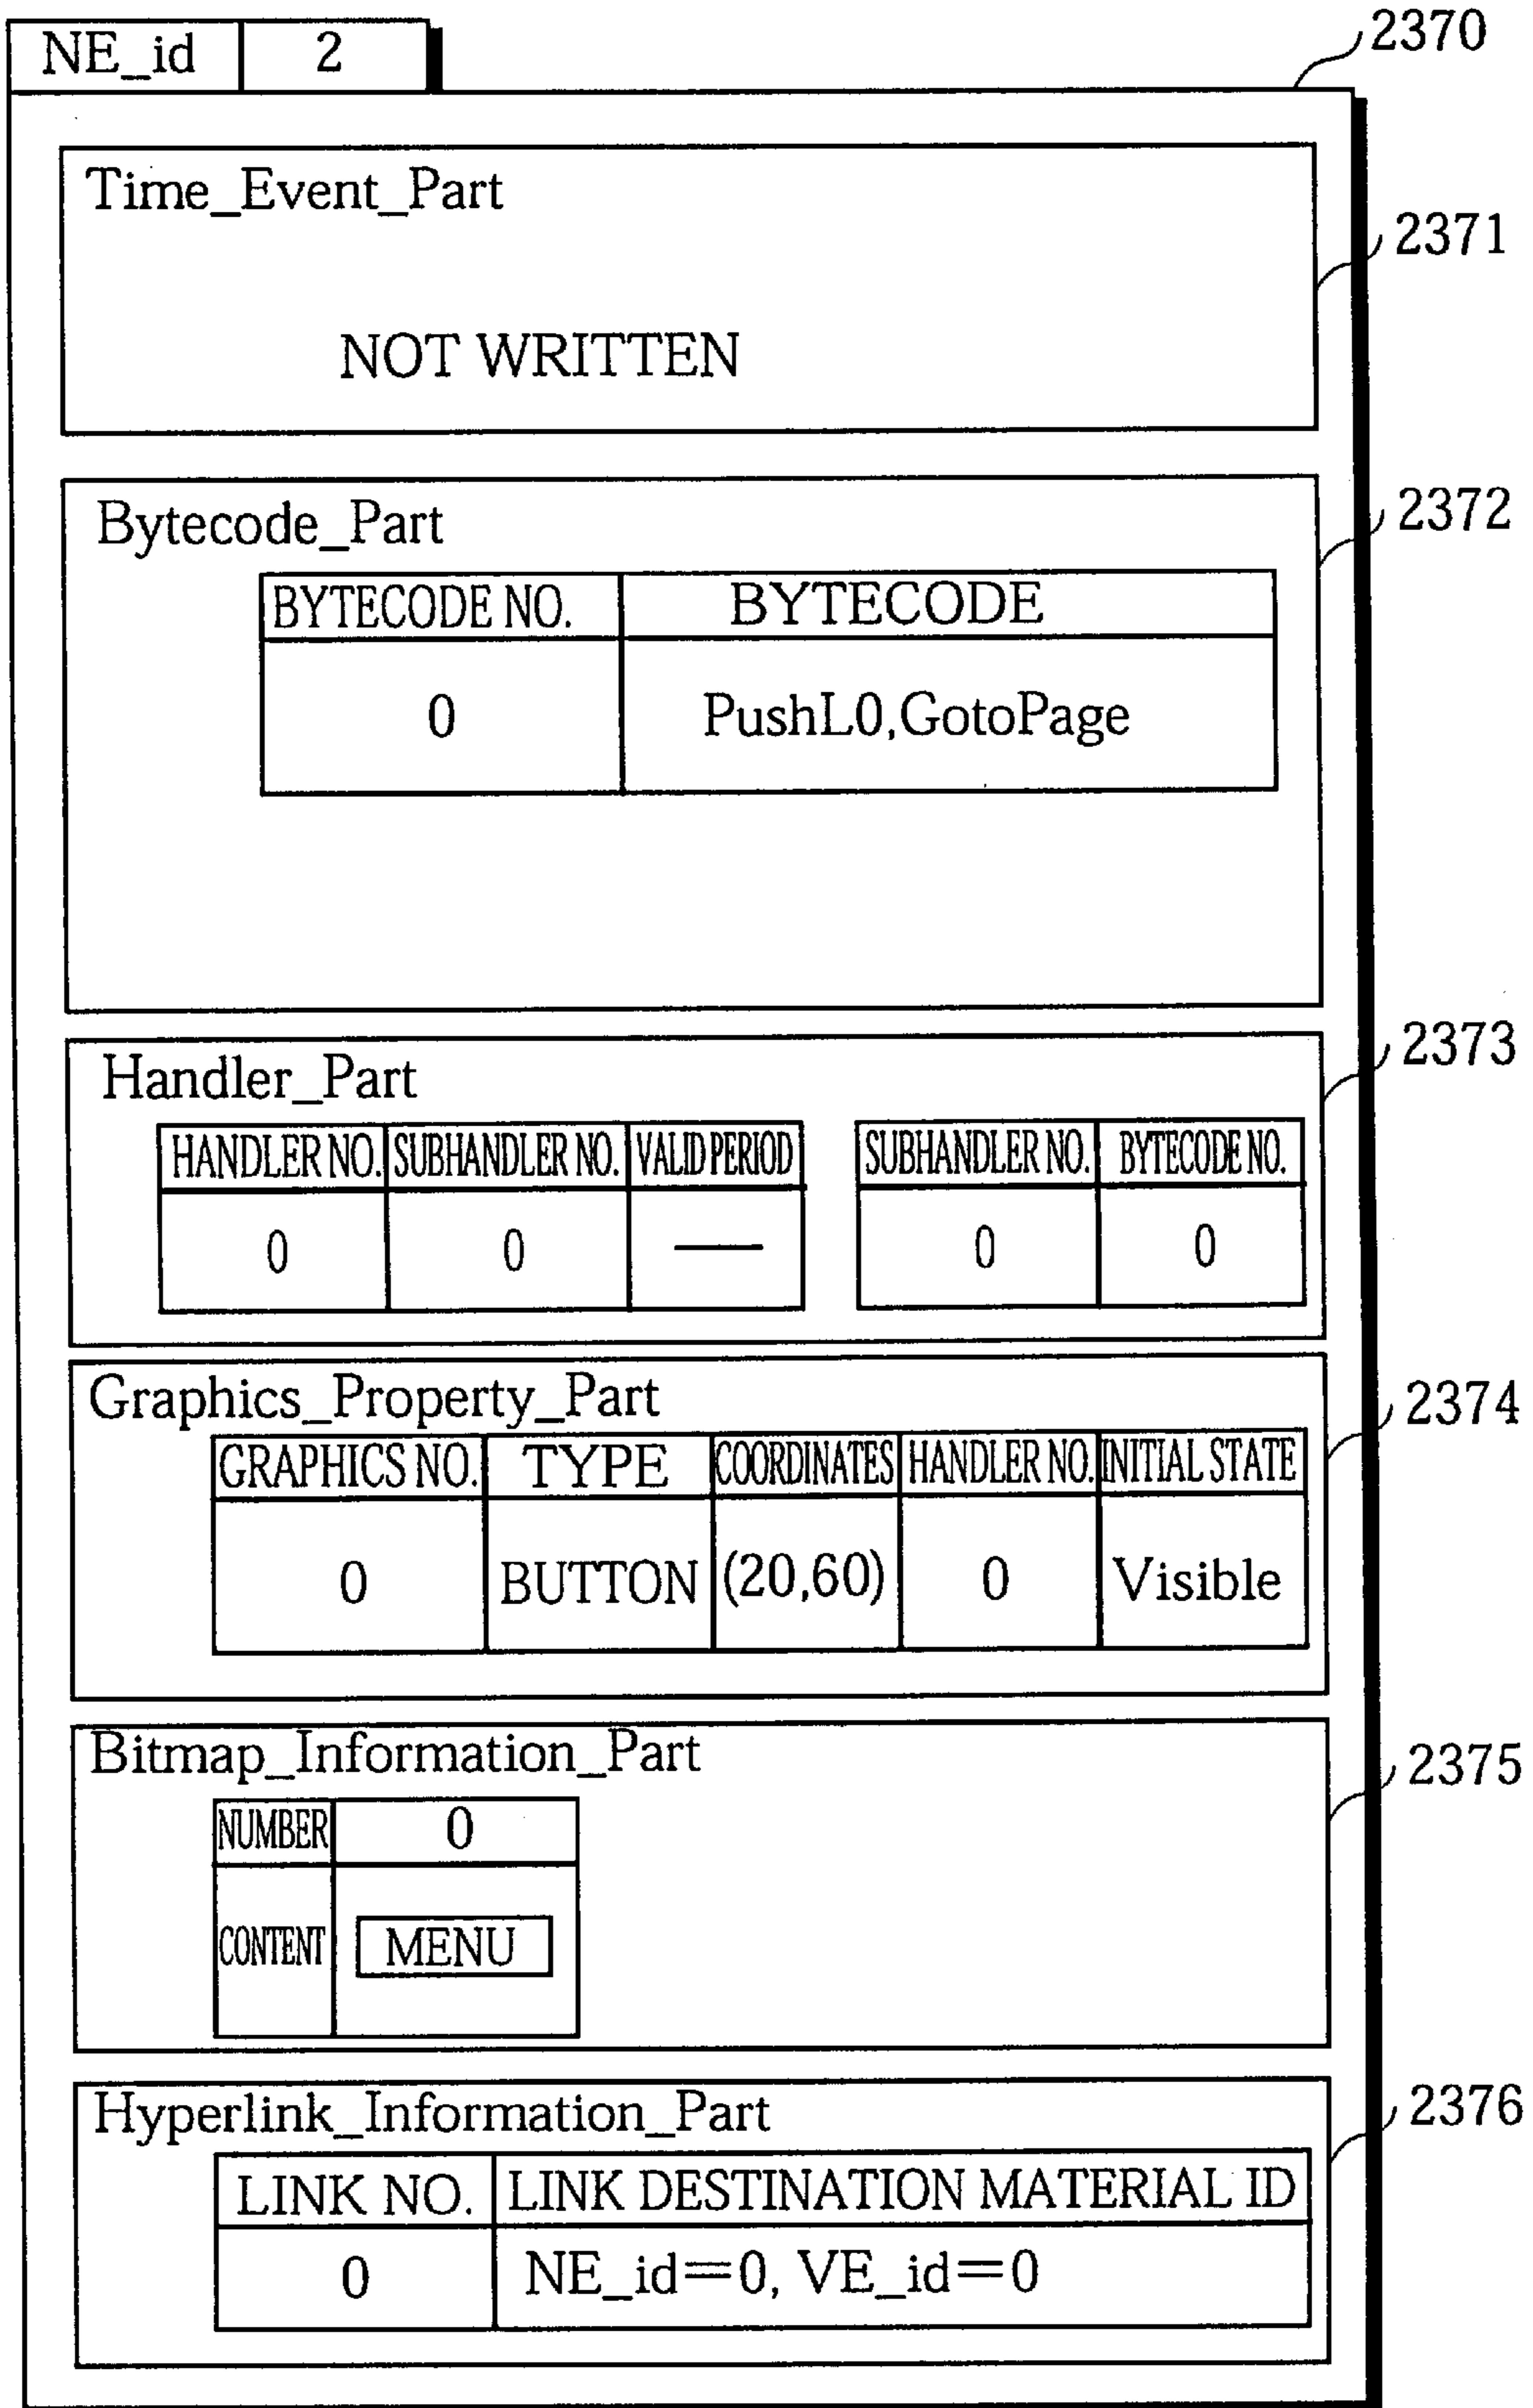 NE_id 2
2370
Time_Event_Part
2371
NOT WRITTEN
Bytecode_Part
2372
BYTECODE NO. BYTECODE
0 PushL0,GotoPage
Handler_Part
2373
HANDLER NO. SUBHANDLER NO. VALID PERIOD SUBHANDLER NO. BYTECODE NO.
0 0 — 0 0
Graphics_Property_Part
2374
GRAPHICS NO. TYPE COORDINATES HANDLER NO. INITIAL STATE
0 BUTTON (20,60) 0 Visible
Bitmap_Information_Part
2375
NUMBER 0
CONTENT MENU
Hyperlink_Information_Part
2376
LINK NO. LINK DESTINATION MATERIAL ID
0 NE_id=0, VE_id=0